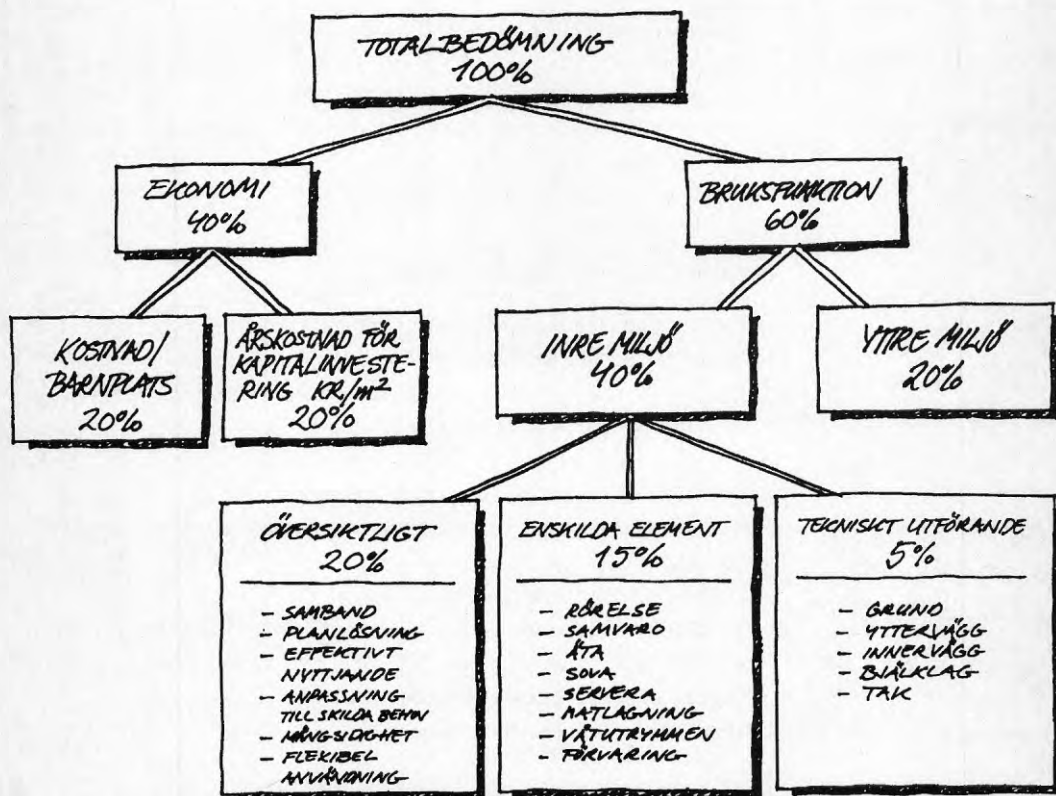 TOTALBEDÖMNING
100%
EKONOMI
40%
BRUKSFUNKTION
60%
KOSTNAD/
BARNPLATS
20%
ÅRSKOSTNAD FÖR
KAPITALINVESTE-
RING KR/m²
20%
INRE MILJÖ
40%
YTTRE MILJÖ
20%
ÖVERSIKTLIGT
20%
- SAMBAND
- PLANLÖSNING
- EFFEKTIVT
NYTTJANDE
- ANPASSNING
TILL SKILDA BEHOV
- MÅNGSIDIGHET
- FLEXIBEL
ANVÄNDNING
ENSKILDA ELEMENT
15%
- RÖRELSE
- SAMVARO
- ÄTA
- SOVA
- SERVERA
- MATLAGNING
- VÅTUTRYMMEN
- FÖRVARING
TEKNISKT UTFÖRANDE
5%
- GRUND
- YTTERVÄGG
- INNERVÄGG
- BJÄLKLAG
- TAK